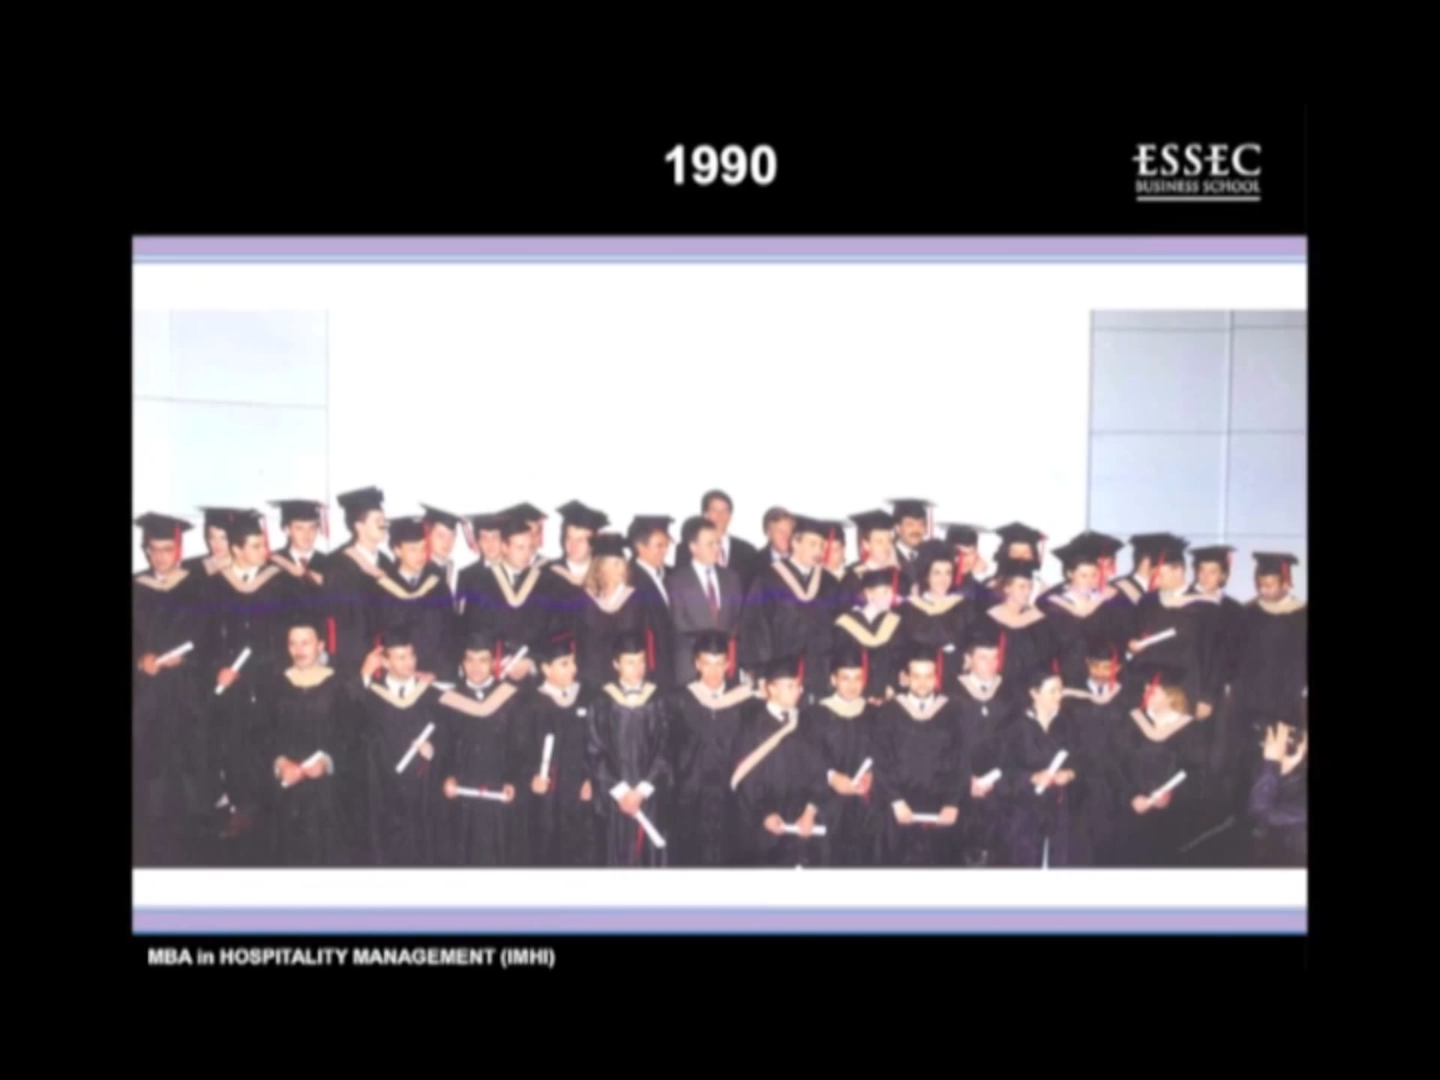 1990
ESSEC
BUSINESS SCHOOL
MBA in HOSPITALITY MANAGEMENT (IMHI)